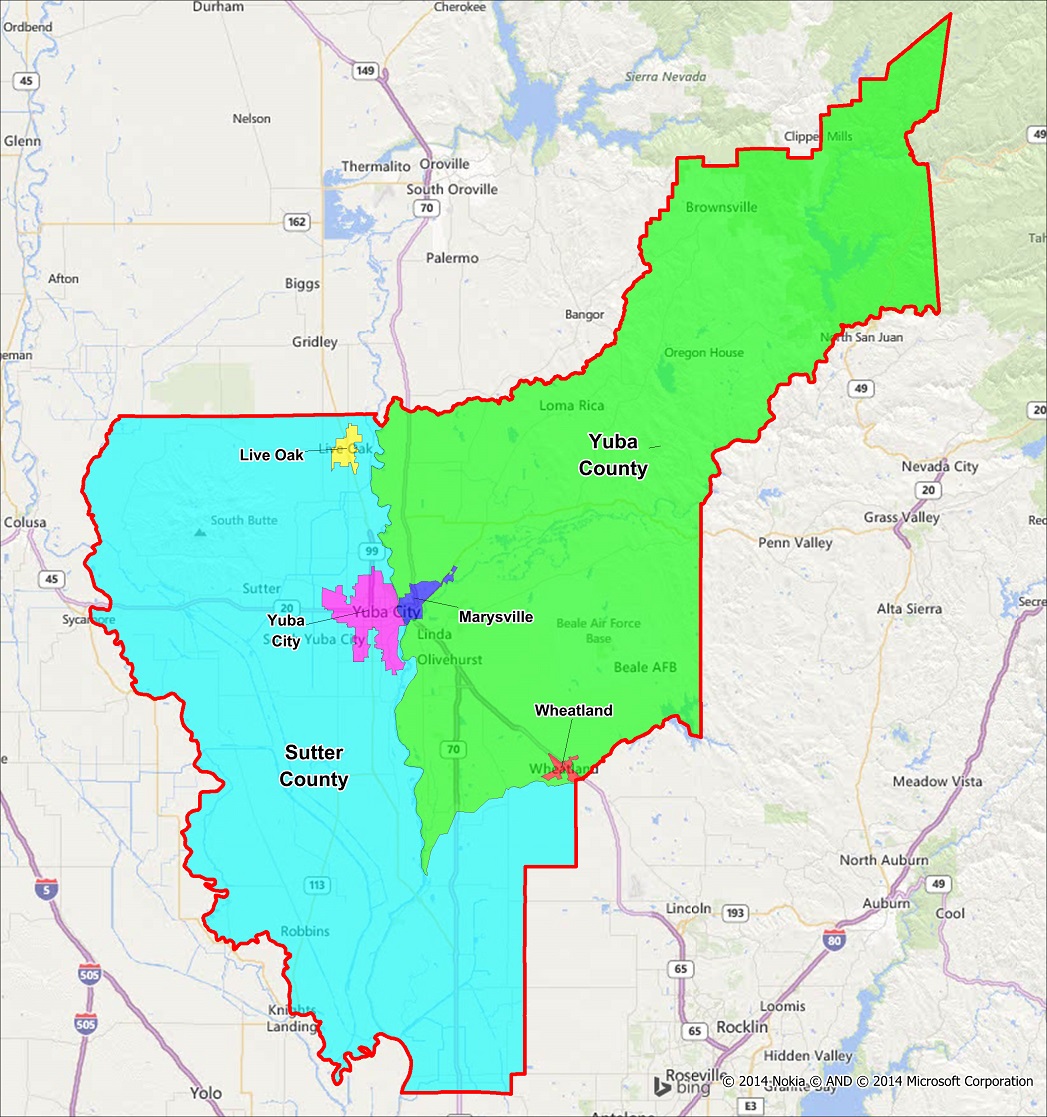 Durham
Cherokee
Ordbend
149
Sierra Nevada
45
Nelson
Clipper Mills
49
Glenn
Thermalito
Oroville
South Oroville
70
Brownsville
162
Palermo
Afton
Biggs
Bangor
Gridley
North San Juan
Oregon House
49
Loma Rica
20
Yuba
County
Live Oak
Live Oak
Nevada City
20
Colusa
South Butte
Grass Valley
99
Penn Valley
45
Sutter
20
Yuba City
Alta Sierra
Sycamore
Yuba
City
Yuba City
Marysville
Linda
Beale Air Force
Base
Olivehurst
Beale AFB
Wheatland
70
Sutter
County
Wheatland
Meadow Vista
North Auburn
5
113
49
Auburn
Lincoln
193
Cool
Robbins
80
505
65
Knights
Landing
Loomis
505
65
Rocklin
Hidden Valley
Roseville
bing
© 2014 Nokia © AND © 2014 Microsoft Corporation
Yolo
Granite Bay
E3